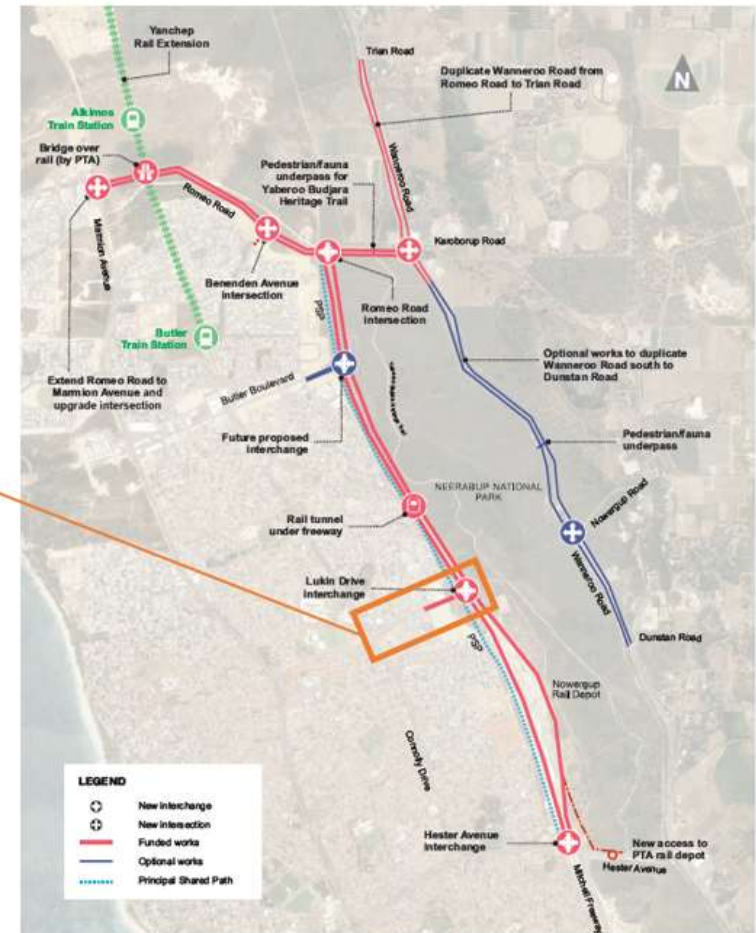 Yanchep
Rail Extension
Trian Road
Duplicate Wanneroo Road from
Romeo Road to Trian Road
N
Alkimos
Train Station
Bridge over
rail (by PTA)
Pedestrian/fauna
underpass for
Yaberoo Budjara
Heritage Trail
Wanneroo Road
Romeo Road
Marmion Avenue
Karoborup Road
Benenden Avenue
intersection
PSP
Romeo Road
intersection
Butler
Train Station
Optional works to duplicate
Wanneroo Road south to
Dunstan Road
Extend Romeo Road to
Marmion Avenue and
upgrade intersection
Butler Boulevard
Future proposed
interchange
Pedestrian/fauna
underpass
NEERABUP NATIONAL
PARK
Nowergup Road
Rail tunnel
under freeway
Wanneroo Road
Lukin Drive
interchange
PSP
Dunstan Road
Nowergup
Rail Depot
Connolly Drive
LEGEND
New interchange
New intersection
Funded works
Optional works
Principal Shared Path
Hester Avenue
interchange
New access to
PTA rail depot
Hester Avenue
Mitchell Freeway